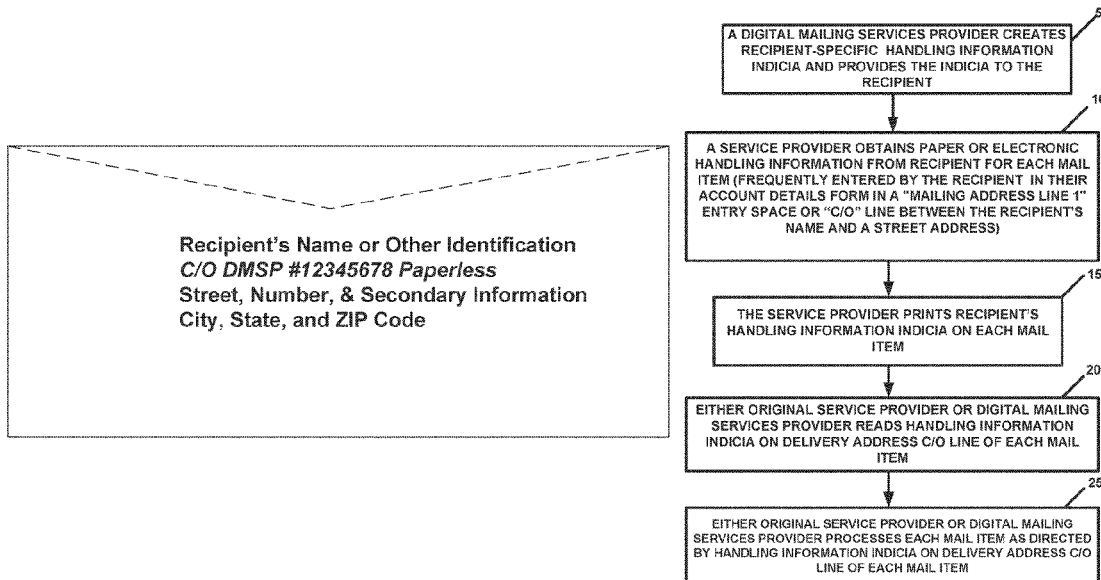 Recipient's Name or Other Identification
C/O DMSP #12345678 Paperless
Street, Number, & Secondary Information
City, State, and ZIP Code
5
A DIGITAL MAILING SERVICES PROVIDER CREATES
RECIPIENT-SPECIFIC HANDLING INFORMATION
INDICIA AND PROVIDES THE INDICIA TO THE
RECIPIENT
10
A SERVICE PROVIDER OBTAINS PAPER OR ELECTRONIC
HANDLING INFORMATION FROM RECIPIENT FOR EACH MAIL
ITEM (FREQUENTLY ENTERED BY THE RECIPIENT IN THEIR
ACCOUNT DETAILS FORM IN A "MAILING ADDRESS LINE 1"
ENTRY SPACE OR "C/O" LINE BETWEEN THE RECIPIENT'S
NAME AND A STREET ADDRESS)
15
THE SERVICE PROVIDER PRINTS RECIPIENT'S
HANDLING INFORMATION INDICIA ON EACH MAIL
ITEM
20
EITHER ORIGINAL SERVICE PROVIDER OR DIGITAL MAILING
SERVICES PROVIDER READS HANDLING INFORMATION
INDICIA ON DELIVERY ADDRESS C/O LINE OF EACH MAIL
ITEM
25
EITHER ORIGINAL SERVICE PROVIDER OR DIGITAL MAILING
SERVICES PROVIDER PROCESSES EACH MAIL ITEM AS DIRECTED
BY HANDLING INFORMATION INDICIA ON DELIVERY ADDRESS C/O
LINE OF EACH MAIL ITEM